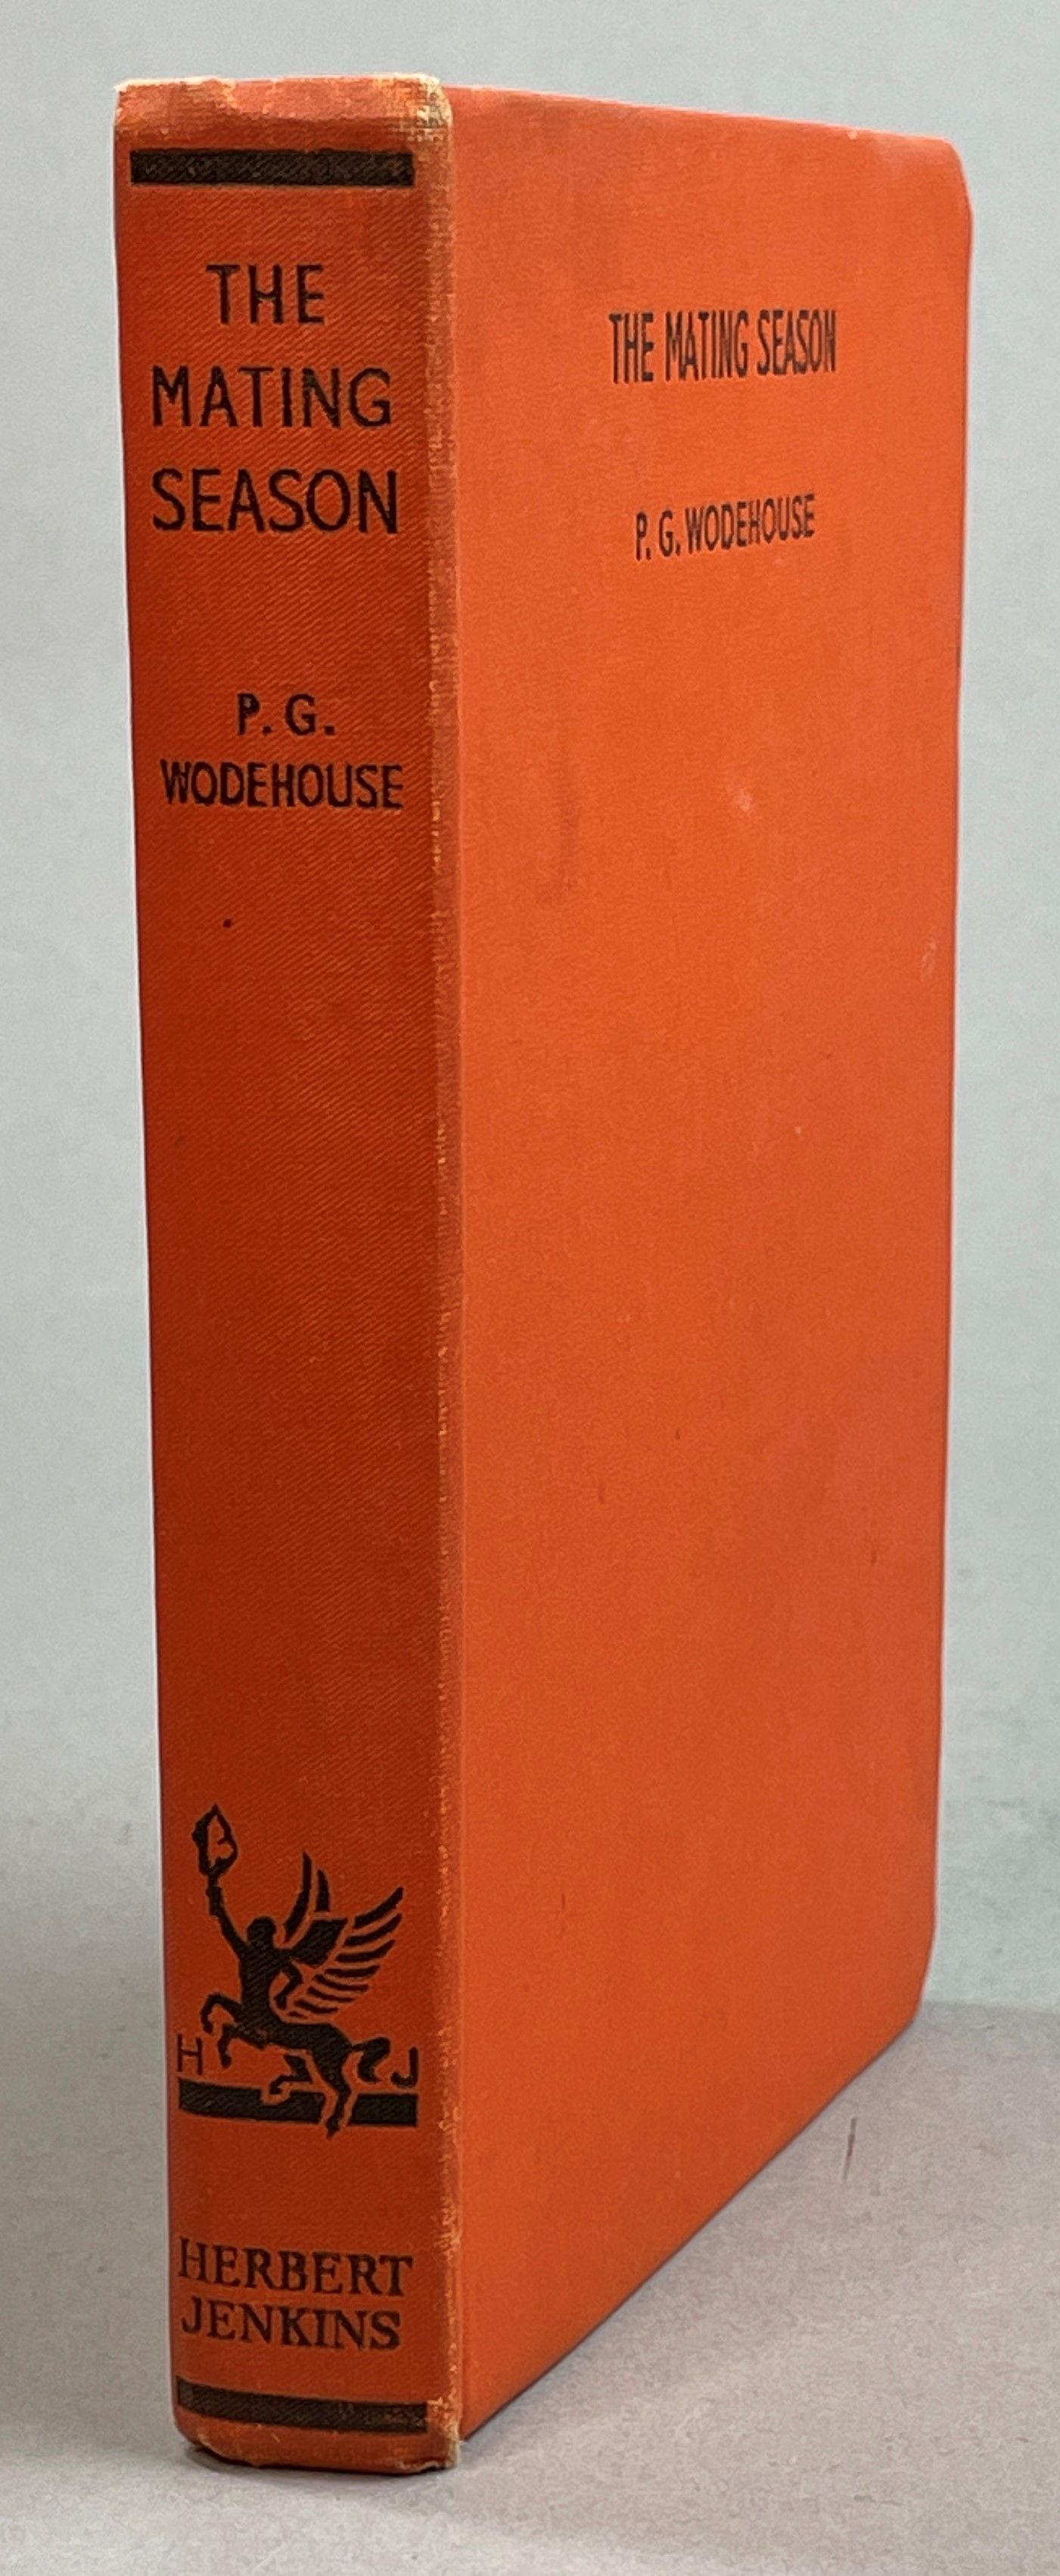 THE
MATING
SEASON
P. G.
WODEHOUSE
H J
HERBERT
JENKINS
THE MATING SEASON
P. G. WODEHOUSE